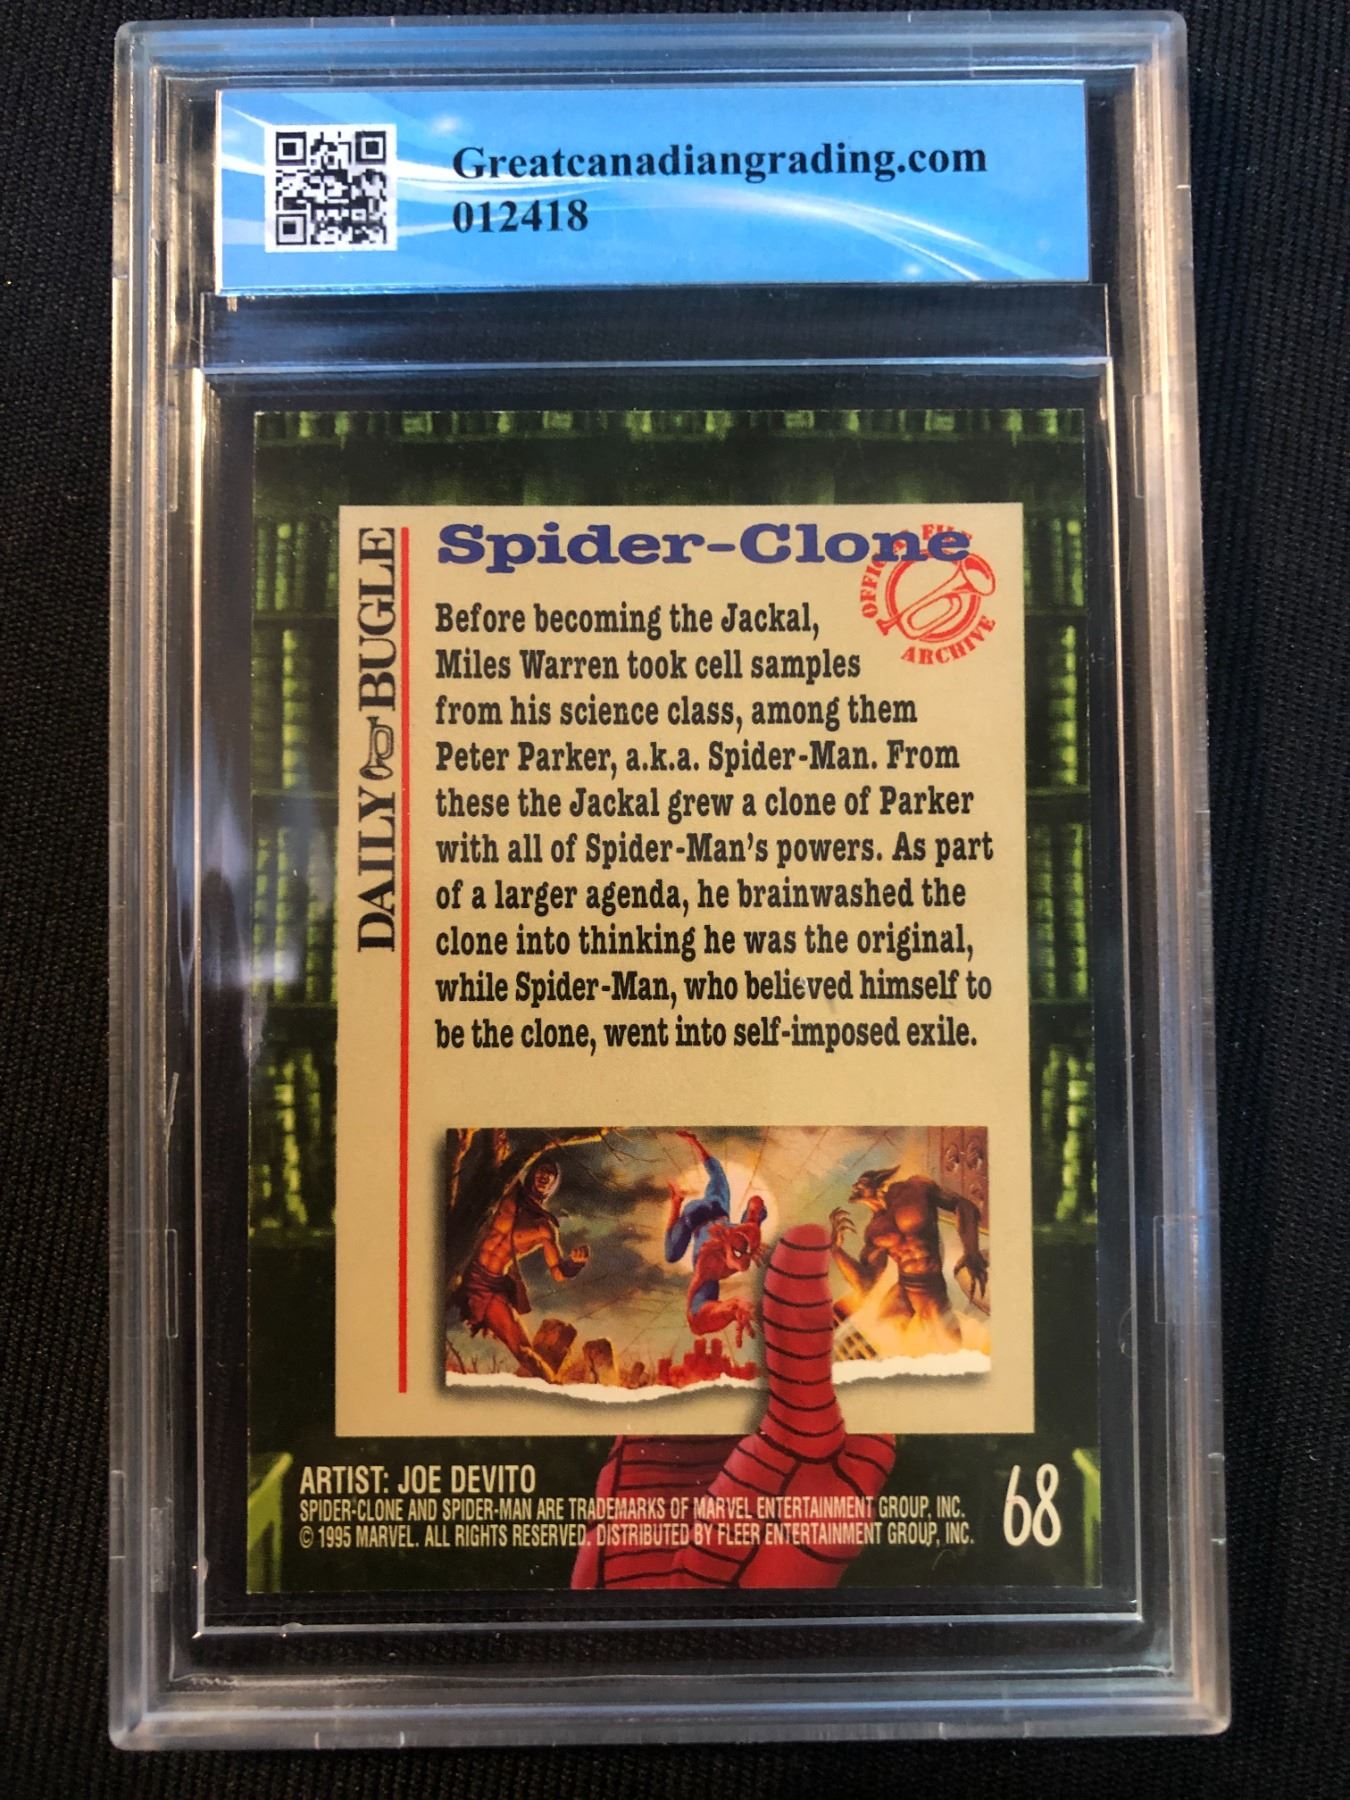 Greatcanadiangrading.com
012418
Spider-Clone
OFFICIAL FILE
ARCHIVE
DAILY BUGLE
Before becoming the Jackal,
Miles Warren took cell samples
from his science class, among them
Peter Parker, a.k.a. Spider-Man. From
these the Jackal grew a clone of Parker
with all of Spider-Man's powers. As part
of a larger agenda, he brainwashed the
clone into thinking he was the original,
while Spider-Man, who believed himself to
be the clone, went into self-imposed exile.
ARTIST: JOE DEVITO
SPIDER-CLONE AND SPIDER-MAN ARE TRADEMARKS OF MARVEL ENTERTAINMENT GROUP, INC.
© 1995 MARVEL. ALL RIGHTS RESERVED. DISTRIBUTED BY FLEER ENTERTAINMENT GROUP, INC.
68